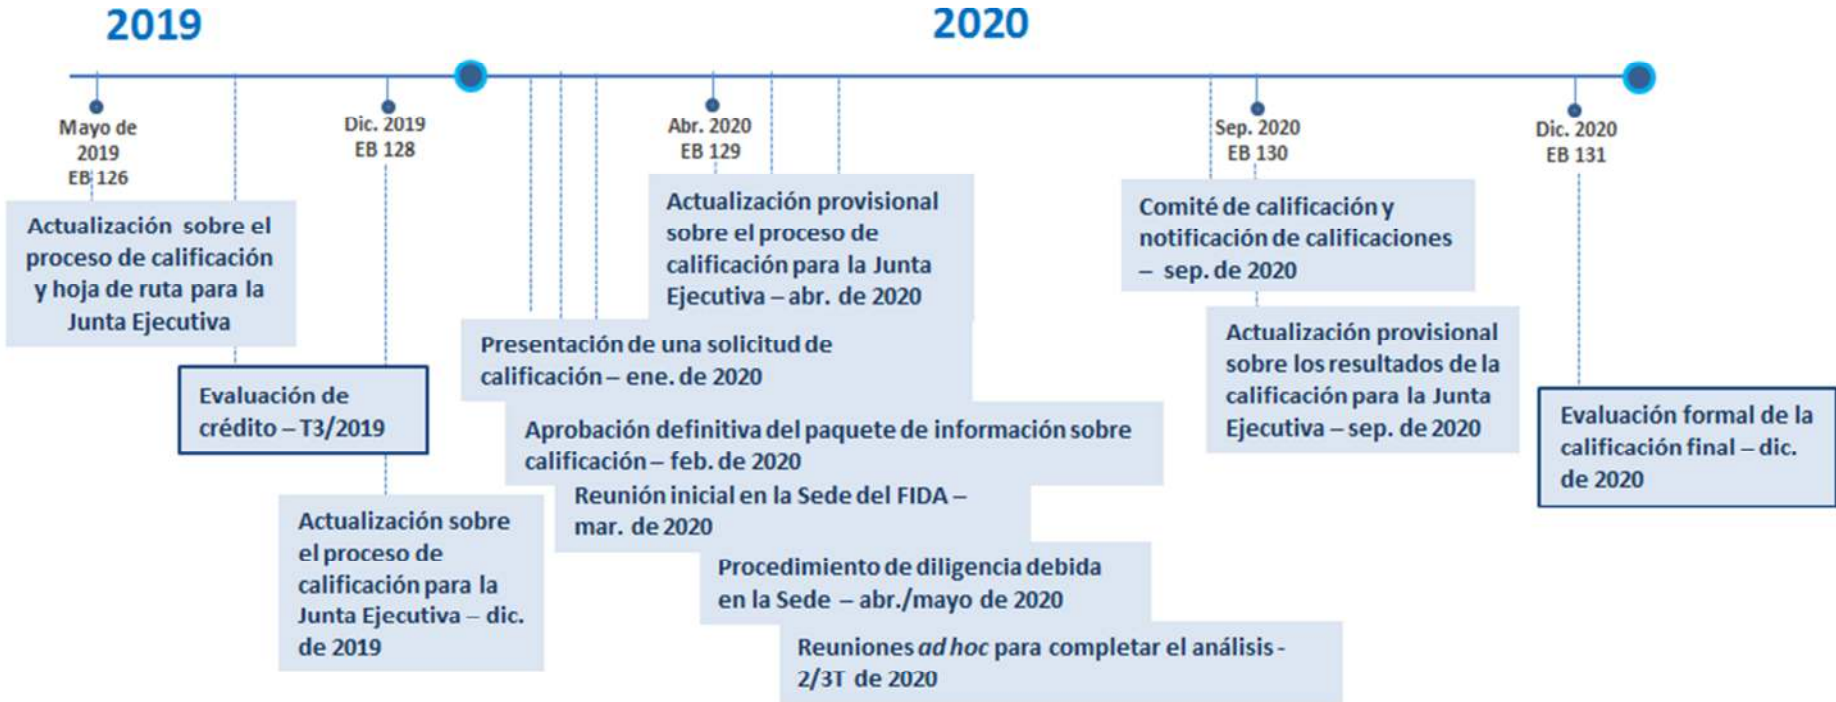 2019
2020
Mayo de
2019
EB 126
Dic. 2019
EB 128
Abr. 2020
EB 129
Sep. 2020
EB 130
Dic. 2020
EB 131
Actualización sobre el
proceso de calificación
y hoja de ruta para la
Junta Ejecutiva
Evaluación de
crédito – T3/2019
Actualización sobre
el proceso de
calificación para la
Junta Ejecutiva – dic.
de 2019
Actualización provisional
sobre el proceso de
calificación para la Junta
Ejecutiva – abr. de 2020
Presentación de una solicitud de
calificación – ene. de 2020
Aprobación definitiva del paquete de información sobre
calificación – feb. de 2020
Reunión inicial en la Sede del FIDA –
mar. de 2020
Procedimiento de diligencia debida
en la Sede – abr./mayo de 2020
Reuniones ad hoc para completar el análisis -
2/3T de 2020
Comité de calificación y
notificación de calificaciones
– sep. de 2020
Actualización provisional
sobre los resultados de la
calificación para la Junta
Ejecutiva – sep. de 2020
Evaluación formal de la
calificación final – dic.
de 2020